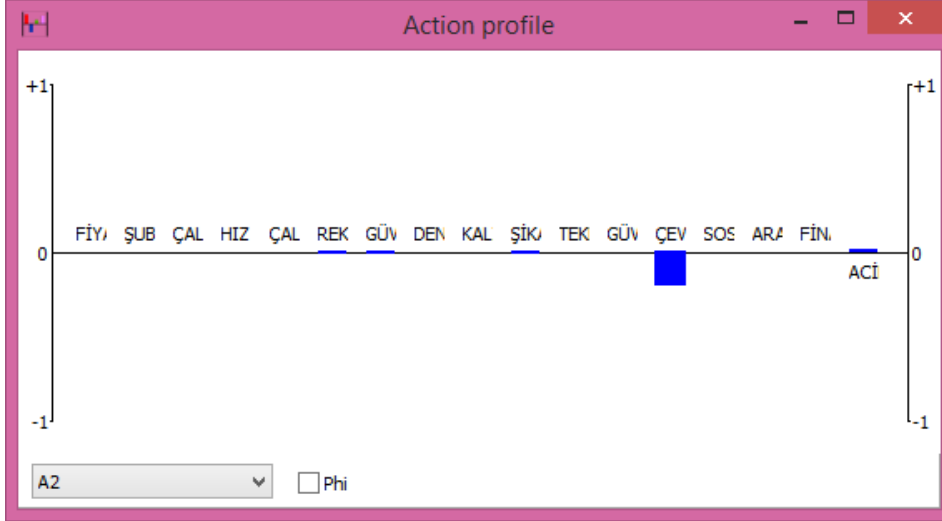 Action profile
+1 +1
FİY ŞUB ÇAL HIZ ÇAL REK GÜV DEN KAL ŞİK TEK GÜV ÇEV SOS ARA FİN
0 0
ACİ
-1 -1
A2 Phi